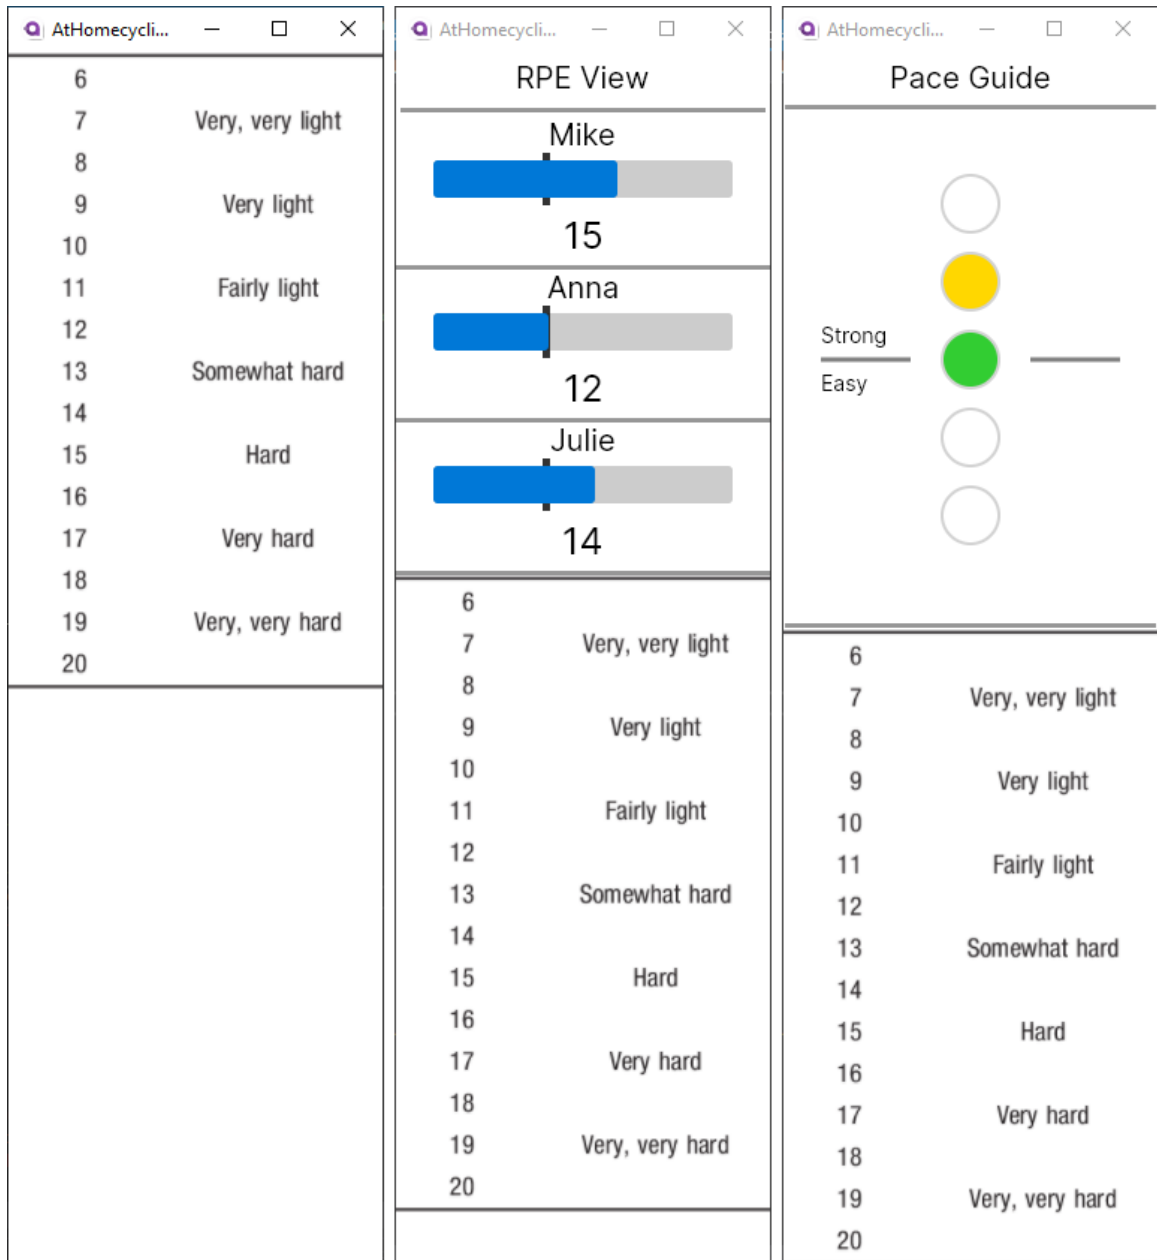 AtHomecycli...
6
7 Very, very light
8
9 Very light
10
11 Fairly light
12
13 Somewhat hard
14
15 Hard
16
17 Very hard
18
19 Very, very hard
20
AtHomecycli...
RPE View
Mike
15
Anna
12
Julie
14
6
7 Very, very light
8
9 Very light
10
11 Fairly light
12
13 Somewhat hard
14
15 Hard
16
17 Very hard
18
19 Very, very hard
20
AtHomecycli...
Pace Guide
Strong
Easy
6
7 Very, very light
8
9 Very light
10
11 Fairly light
12
13 Somewhat hard
14
15 Hard
16
17 Very hard
18
19 Very, very hard
20